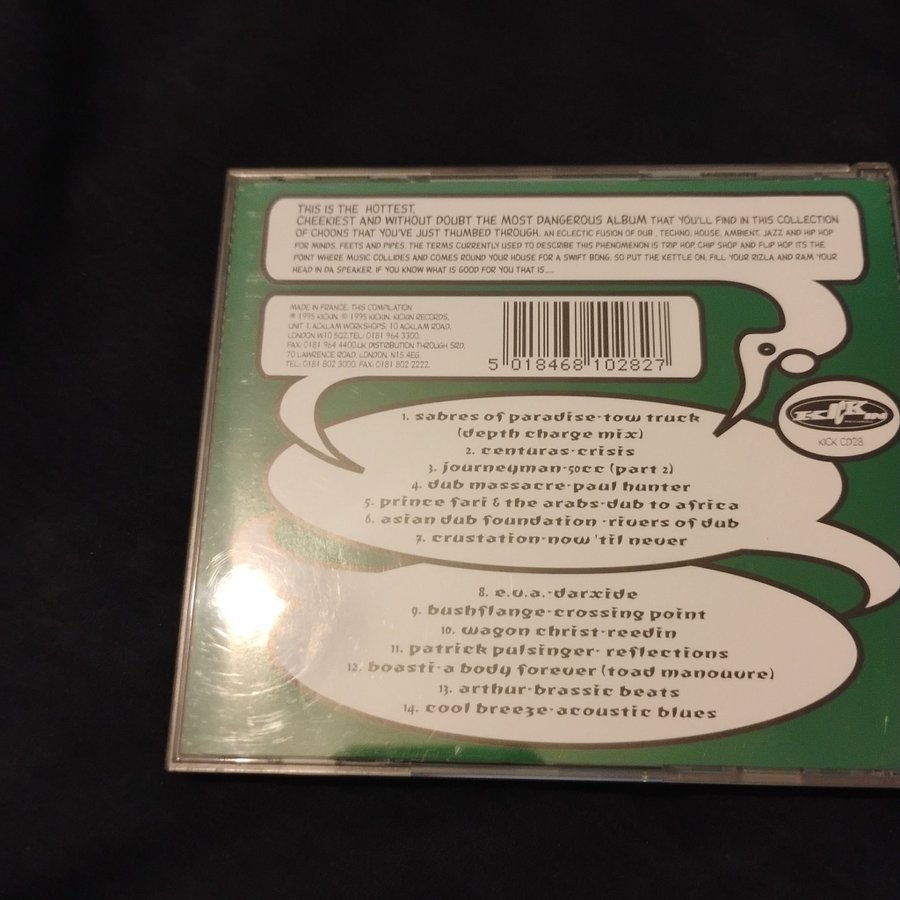 THIS IS THE HOTTEST,
CHEEKIEST AND WITHOUT DOUBT THE MOST DANGEROUS ALBUM THAT YOU'LL FIND IN THIS COLLECTION
OF CHOONS THAT YOU'VE JUST THUMBED THROUGH. AN ECLECTIC FUSION OF DUB, TECHNO, HOUSE, AMBIENT, JAZZ AND HIP HOP
FOR MINDS, FEETS AND PIPES. THE TERMS CURRENTLY USED TO DESCRIBE THIS PHENOMENON IS TRIP HOP, CHIP SHOP AND FLIP HOP. ITS THE
POINT WHERE MUSIC COLLIDES AND COMES ROUND YOUR HOUSE FOR A SWIFT BONG. SO PUT THE KETTLE ON, FILL YOUR RIZLA AND RAM YOUR
HEAD IN DA SPEAKER. IF YOU KNOW WHAT IS GOOD FOR YOU THAT IS.....
MADE IN FRANCE. THIS COMPILATION
℗ 1995 KICKIN, © 1995 KICKIN. KICKIN RECORDS,
UNIT 1, ACKLAM WORKSHOPS, 10 ACKLAM ROAD,
LONDON W10 5QZ.TEL: 0181 964 3300.
FAX: 0181 964 4400.UK DISTRIBUTION THROUGH SRD,
70 LAWRENCE ROAD, LONDON, N15 4EG.
TEL: 0181 802 3000. FAX: 0181 802 2222.
5 018468 102827
KICKIN
KICK CD28
1. sabres of paradise-tow truck
(depth charge mix)
2. centuras-crisis
3. journeyman-50cc (part 2)
4. dub massacre-paul hunter
5. prince fari & the arabs-dub to africa
6. asian dub foundation -rivers of dub
7. crustation-now 'til never
8. e.v.a.-darxide
9. bushflange-crossing point
10. wagon christ-reedin
11. patrick pulsinger- reflections
12. boasti-a body forever (toad manouvre)
13. arthur-brassic beats
14. cool breeze-acoustic blues